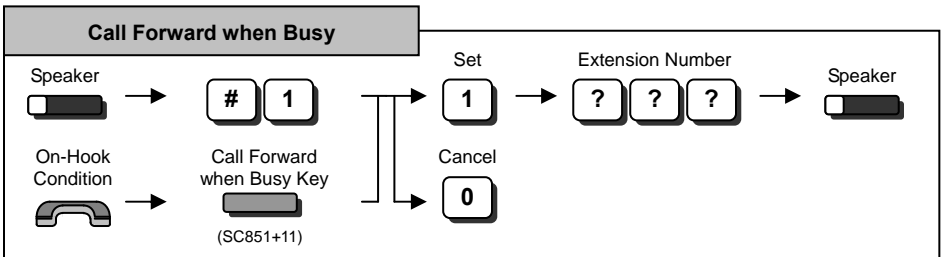 Call Forward when Busy
Speaker
# 1
Set
1
Extension Number
? ? ?
Speaker
On-Hook
Condition
Call Forward
when Busy Key
(SC851+11)
Cancel
0